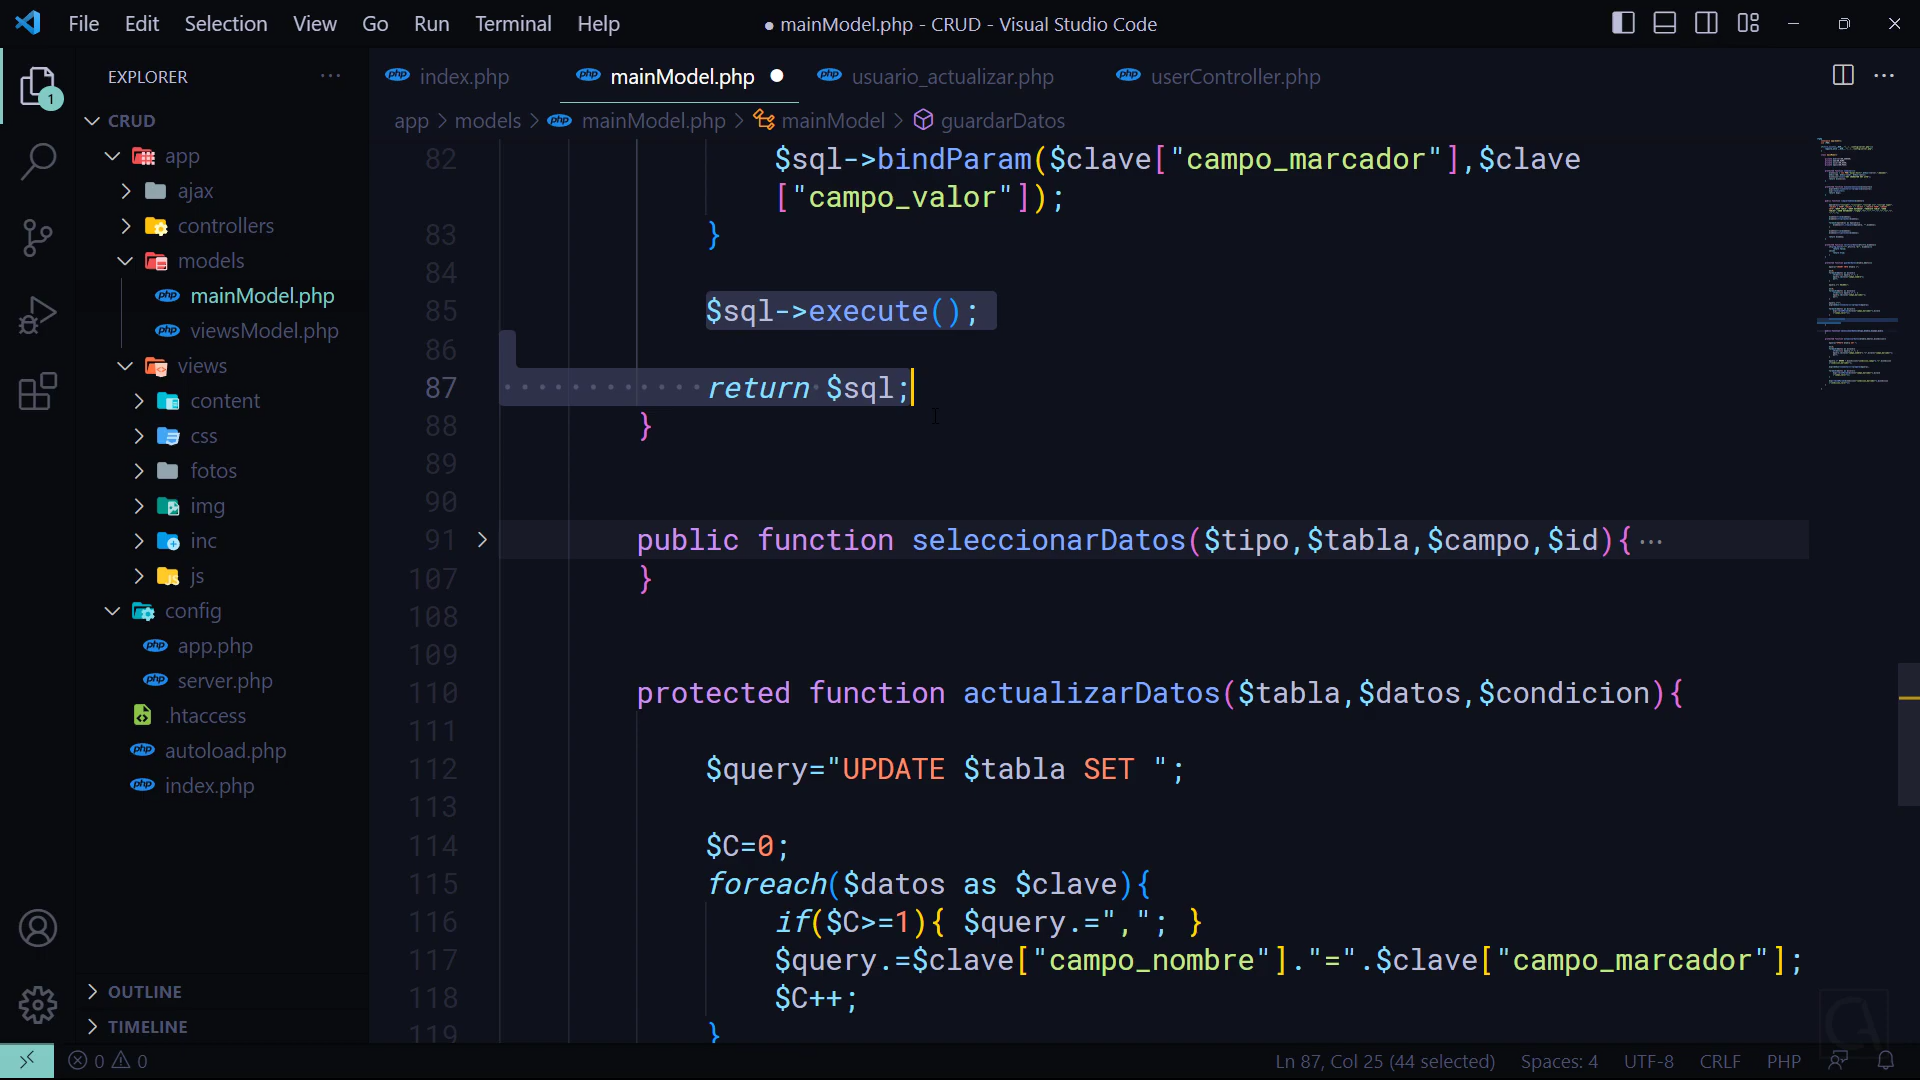 File Edit Selection View Go Run Terminal Help
● mainModel.php - CRUD - Visual Studio Code
EXPLORER
1
CRUD
app
ajax
controllers
models
mainModel.php
viewsModel.php
views
content
css
fotos
img
inc
js
config
app.php
server.php
.htaccess
autoload.php
index.php
OUTLINE
TIMELINE
index.php mainModel.php ● usuario_actualizar.php userController.php
app > models > mainModel.php > mainModel > guardarDatos
82 $sql->bindParam($clave["campo_marcador"],$clave
["campo_valor"]);
83 }
84
85 $sql->execute();
86
87 return $sql;
88 }
89
90
91 public function seleccionarDatos($tipo,$tabla,$campo,$id){ ...
107 }
108
109
110 protected function actualizarDatos($tabla,$datos,$condicion){
111
112 $query="UPDATE $tabla SET ";
113
114 $C=0;
115 foreach($datos as $clave){
116 if($C>=1){ $query.=","; }
117 $query.=$clave["campo_nombre"]."=".$clave["campo_marcador"];
118 $C++;
119 }
0 0 Ln 87, Col 25 (44 selected) Spaces: 4 UTF-8 CRLF PHP